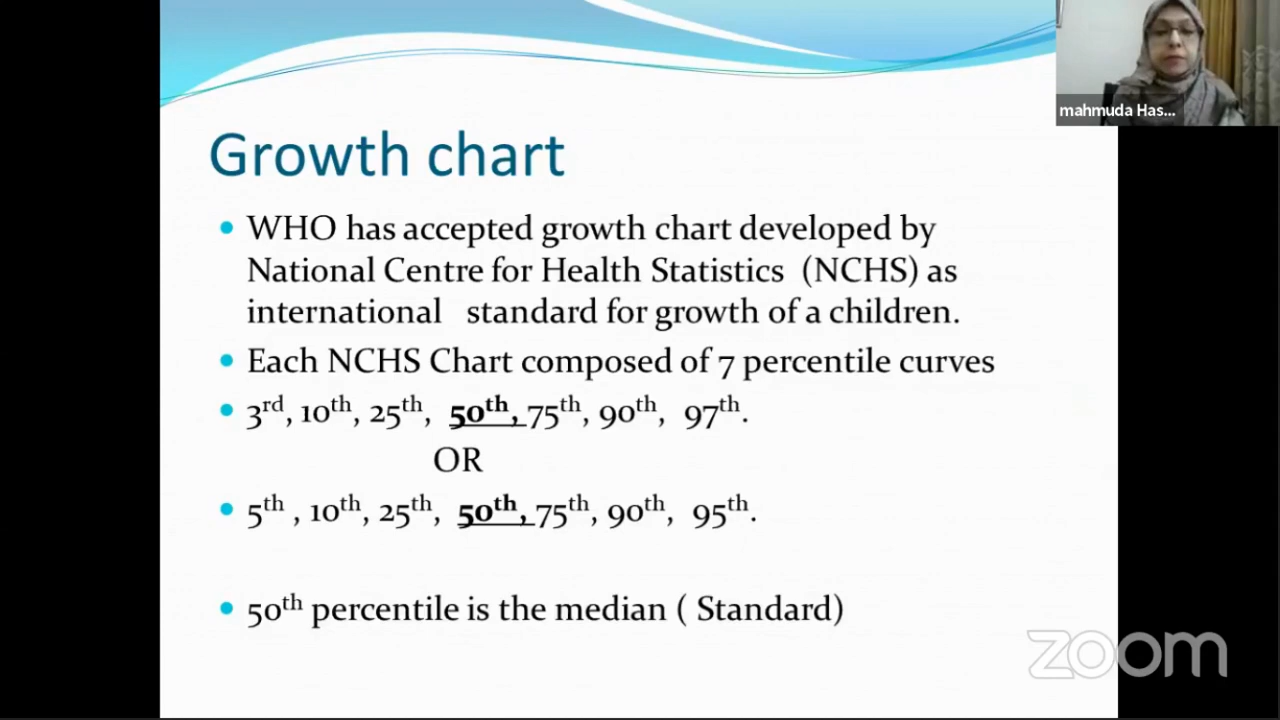 mahmuda Has...
Growth chart
WHO has accepted growth chart developed by
National Centre for Health Statistics (NCHS) as
international standard for growth of a children.
Each NCHS Chart composed of 7 percentile curves
3rd, 10th, 25th, 50th, 75th, 90th, 97th.
OR
5th , 10th, 25th, 50th, 75th, 90th, 95th.
50th percentile is the median ( Standard)
zoom